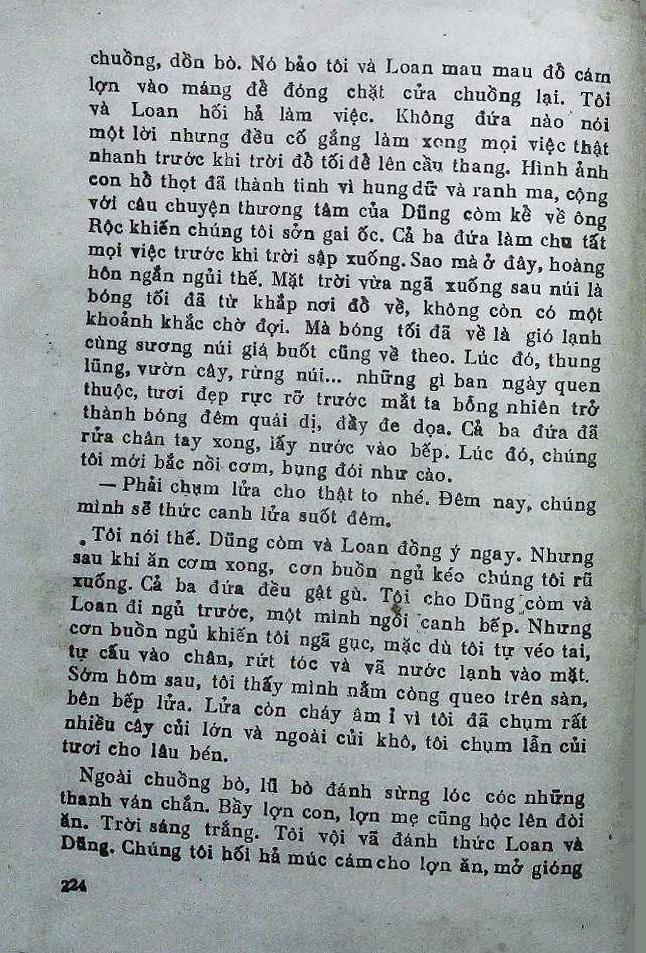 chuồng, dồn bò. Nó bảo tôi và Loan mau mau đồ cám
lợn vào máng đề đóng chặt cửa chuồng lại. Tôi
và Loan hối hả làm việc. Không đứa nào nói
một lời nhưng đều cố gắng làm xong mọi việc thật
nhanh trước khi trời đồ tối đề lên cầu thang. Hình ảnh
con hồ thọt đã thành tinh vì hung dữ và ranh ma, cộng
với câu chuyện thương tâm của Dũng còm kề về ông
Rộc khiến chúng tôi sởn gai ốc. Cả ba đứa làm chu tất
mọi việc trước khi trời sập xuống. Sao mà ở đây, hoàng
hôn ngắn ngủi thế. Mặt trời vừa ngã xuống sau núi là
bóng tối đã từ khắp nơi đồ về, không còn có một
khoảnh khắc chờ đợi. Mà bóng tối đã về là gió lạnh
cùng sương núi giá buốt cũng về theo. Lúc đó, thung
lũng, vườn cây, rừng núi... những gì ban ngày quen
thuộc, tươi đẹp rực rỡ trước mắt ta bỗng nhiên trở
thành bóng đêm quái dị, đầy đe dọa. Cả ba đứa đã
rửa chân tay xong, lấy nước vào bếp. Lúc đó, chúng
tôi mới bắc nồi cơm, bụng đói như cào.
— Phải chụm lửa cho thật to nhé. Đêm nay, chúng
mình sẽ thức canh lửa suốt đêm.
Tôi nói thế. Dũng còm và Loan đồng ý ngay. Nhưng
sau khi ăn cơm xong, cơn buồn ngủ kéo chúng tôi rũ
xuống. Cả ba đứa đều gật gù. Tôi cho Dũng còm và
Loan đi ngủ trước, một mình ngồi canh bếp. Nhưng
cơn buồn ngủ khiến tôi ngã gục, mặc dù tôi tự véo tai,
tự cấu vào chân, rứt tóc và vã nước lạnh vào mặt.
Sớm hôm sau, tôi thấy mình nằm còng queo trên sàn,
bên bếp lửa. Lửa còn cháy âm ỉ vì tôi đã chụm rất
nhiều cây củi lớn và ngoài củi khô, tôi chụm lẫn củi
tươi cho lâu bén.
Ngoài chuồng bò, lũ bò đánh sừng lóc cóc những
thanh ván chắn. Bầy lợn con, lợn mẹ cũng hộc lên đòi
ăn. Trời sáng trắng. Tôi vội vã đánh thức Loan và
Dũng. Chúng tôi hối hả múc cám cho lợn ăn, mở gióng
224